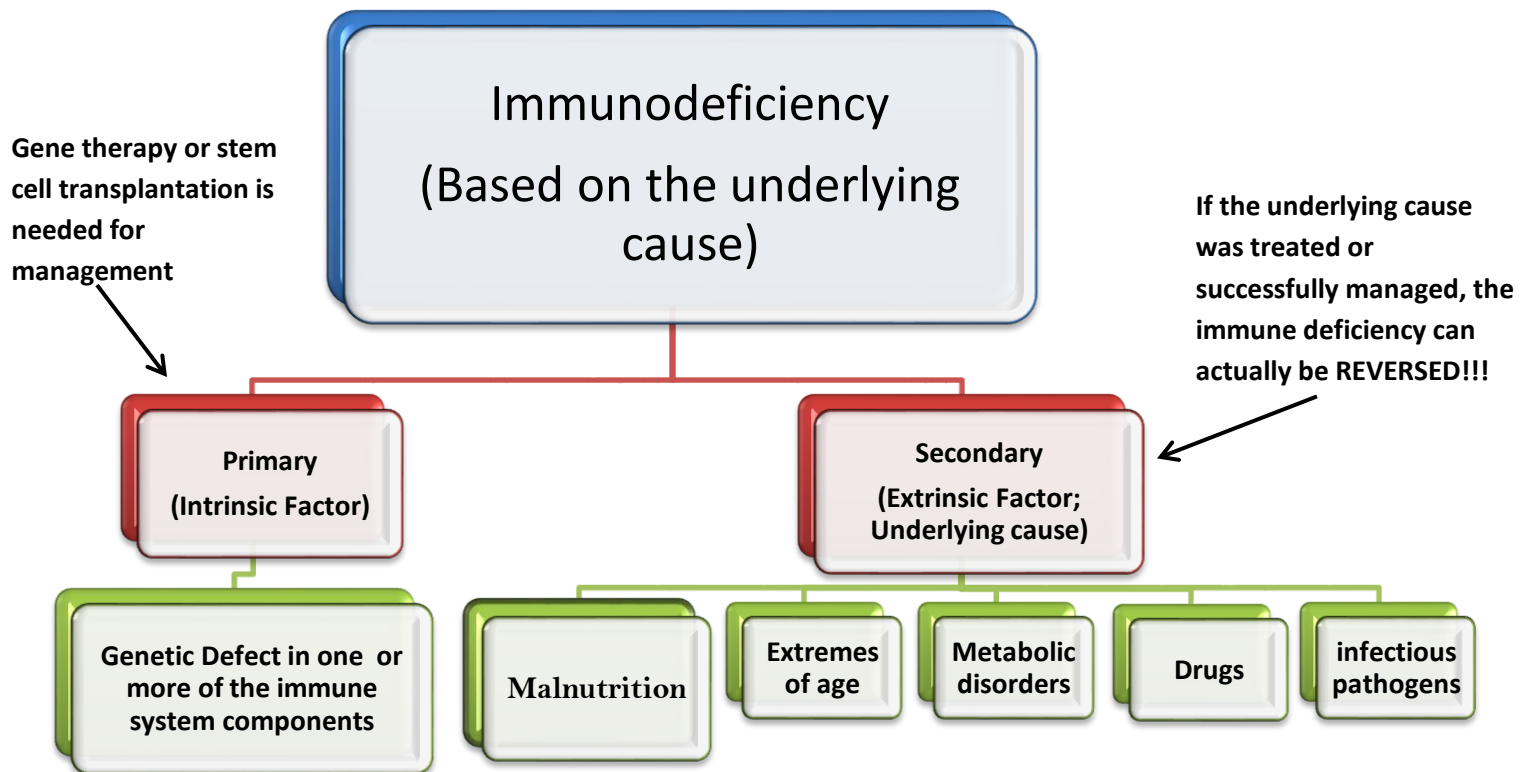 Immunodeficiency
(Based on the underlying
cause)
Gene therapy or stem
cell transplantation is
needed for
management
If the underlying cause
was treated or
successfully managed, the
immune deficiency can
actually be REVERSED!!!
Primary
(Intrinsic Factor)
Secondary
(Extrinsic Factor;
Underlying cause)
Genetic Defect in one or
more of the immune
system components
Malnutrition
Extremes
of age
Metabolic
disorders
Drugs
infectious
pathogens